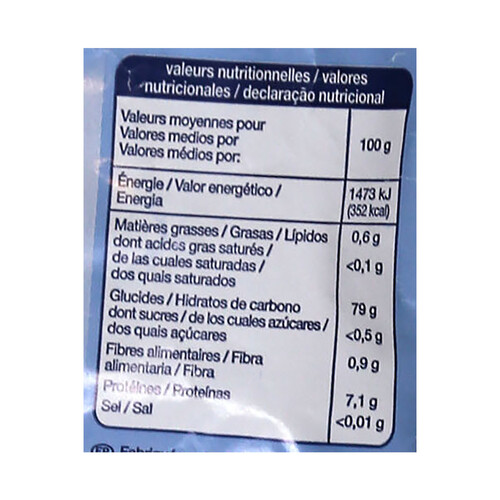 valeurs nutritionnelles / valores
nutricionales / declaração nutricional
Valeurs moyennes pour
Valores medios por
Valores médios por:
100 g
Énergie / Valor energético /
Energia
1473 kJ
(352 kcal)
Matières grasses / Grasas / Lípidos
0,6 g
dont acides gras saturés /
de las cuales saturadas /
<0,1 g
dos quais saturados
Glucides / Hidratos de carbono
79 g
dont sucres / de los cuales azúcares /
dos quais açúcares
<0,5 g
Fibres alimentaires / Fibra
alimentaria / Fibra
0,9 g
Protéines / Proteínas
7,1 g
Sel / Sal
<0,01 g
FR